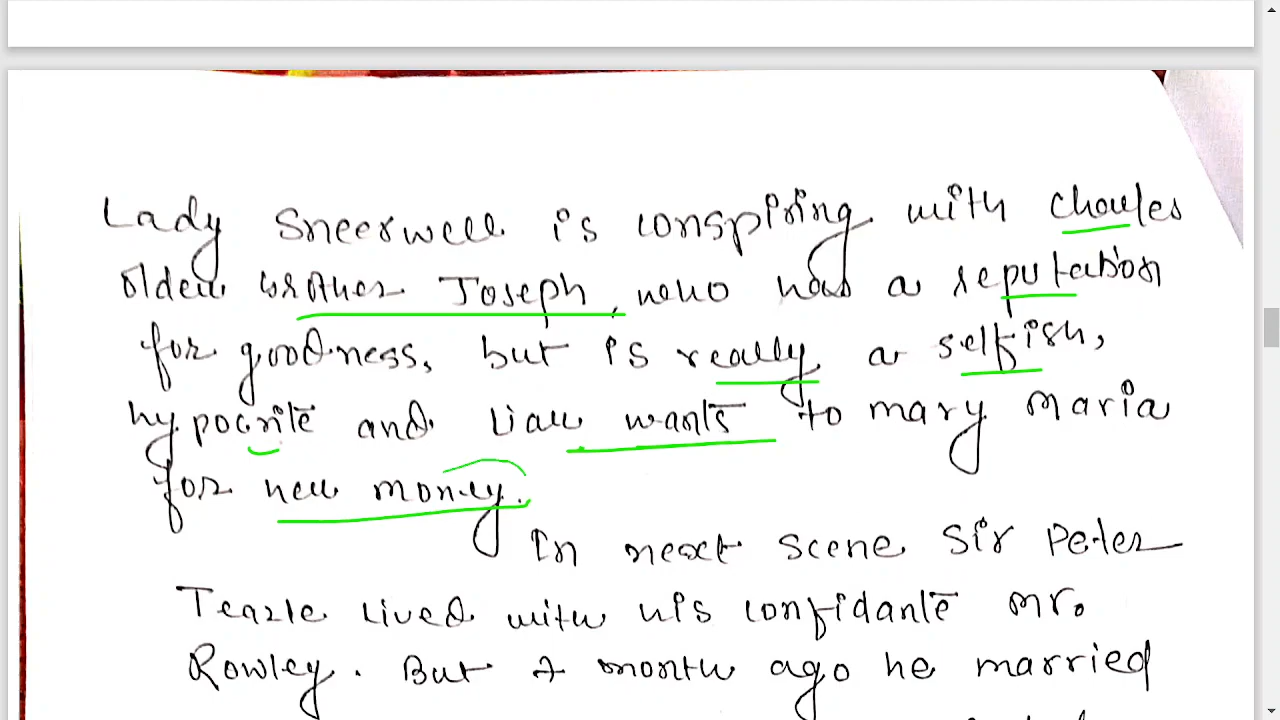 Lady Sneerwell is conspiring with Charles
older brother Joseph, who has a reputation
for goodness, but is really a selfish,
hypocrite and liar wants to mary Maria
for her money.
In next scene Sir Peter
Teazle lived with his confidante Mr.
Rowley. But 7 month ago he married